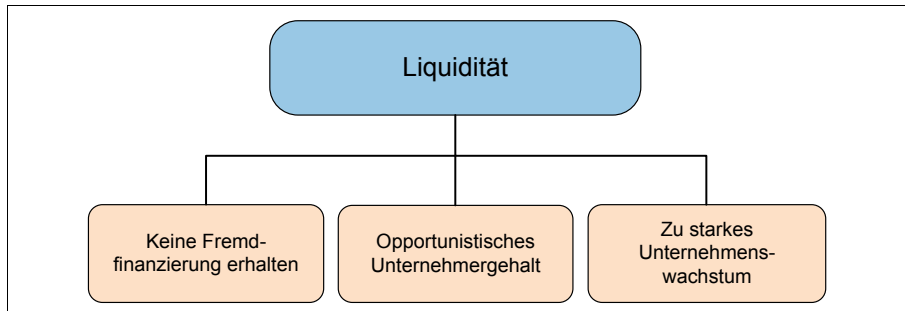 Liquidität
Keine Fremd-
finanzierung erhalten
Opportunistisches
Unternehmergehalt
Zu starkes
Unternehmens-
wachstum